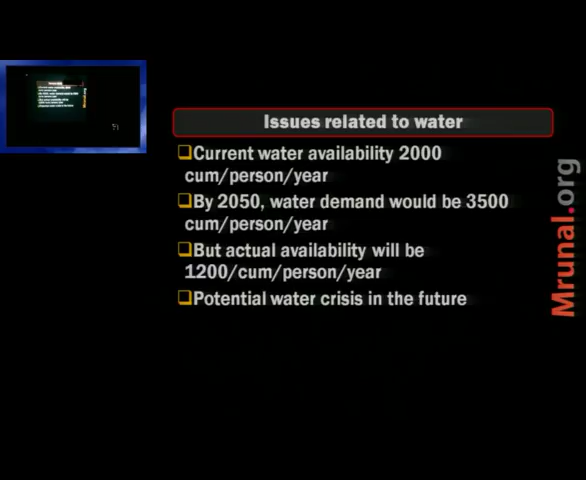 Issues related to water
❑Current water availability 2000
cum/person/year
❑By 2050, water demand would be 3500
cum/person/year
❑But actual availability will be
1200/cum/person/year
❑Potential water crisis in the future
Mrunal.org